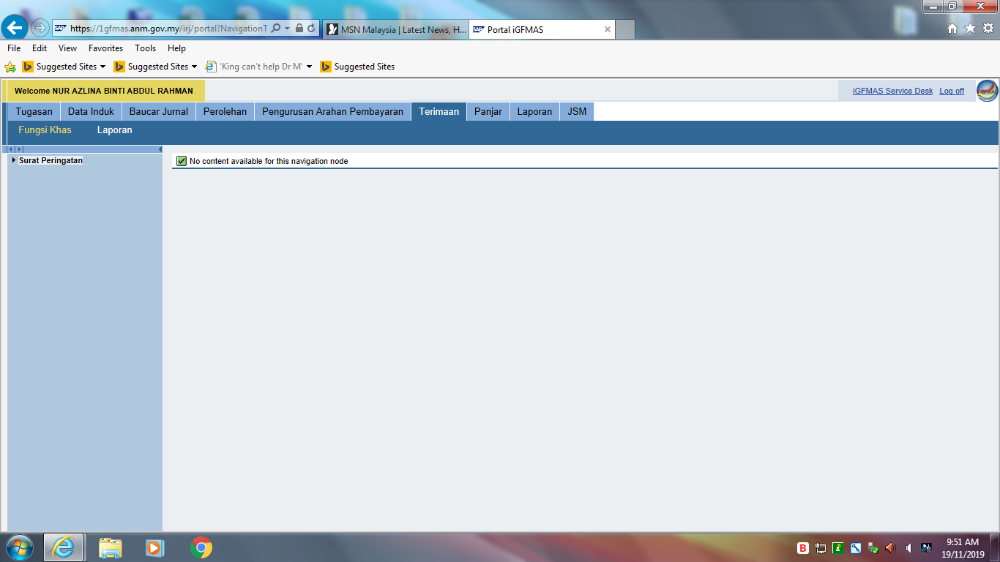 https://1gfmas.anm.gov.my/irj/portal?NavigationT
MSN Malaysia | Latest News, H...
Portal iGFMAS
File Edit View Favorites Tools Help
Suggested Sites Suggested Sites 'King can't help Dr M' Suggested Sites
Welcome NUR AZLINA BINTI ABDUL RAHMAN
iGFMAS Service Desk Log off
Tugasan Data Induk Baucar Jurnal Perolehan Pengurusan Arahan Pembayaran Terimaan Panjar Laporan JSM
Fungsi Khas Laporan
Surat Peringatan
No content available for this navigation node
9:51 AM
19/11/2019